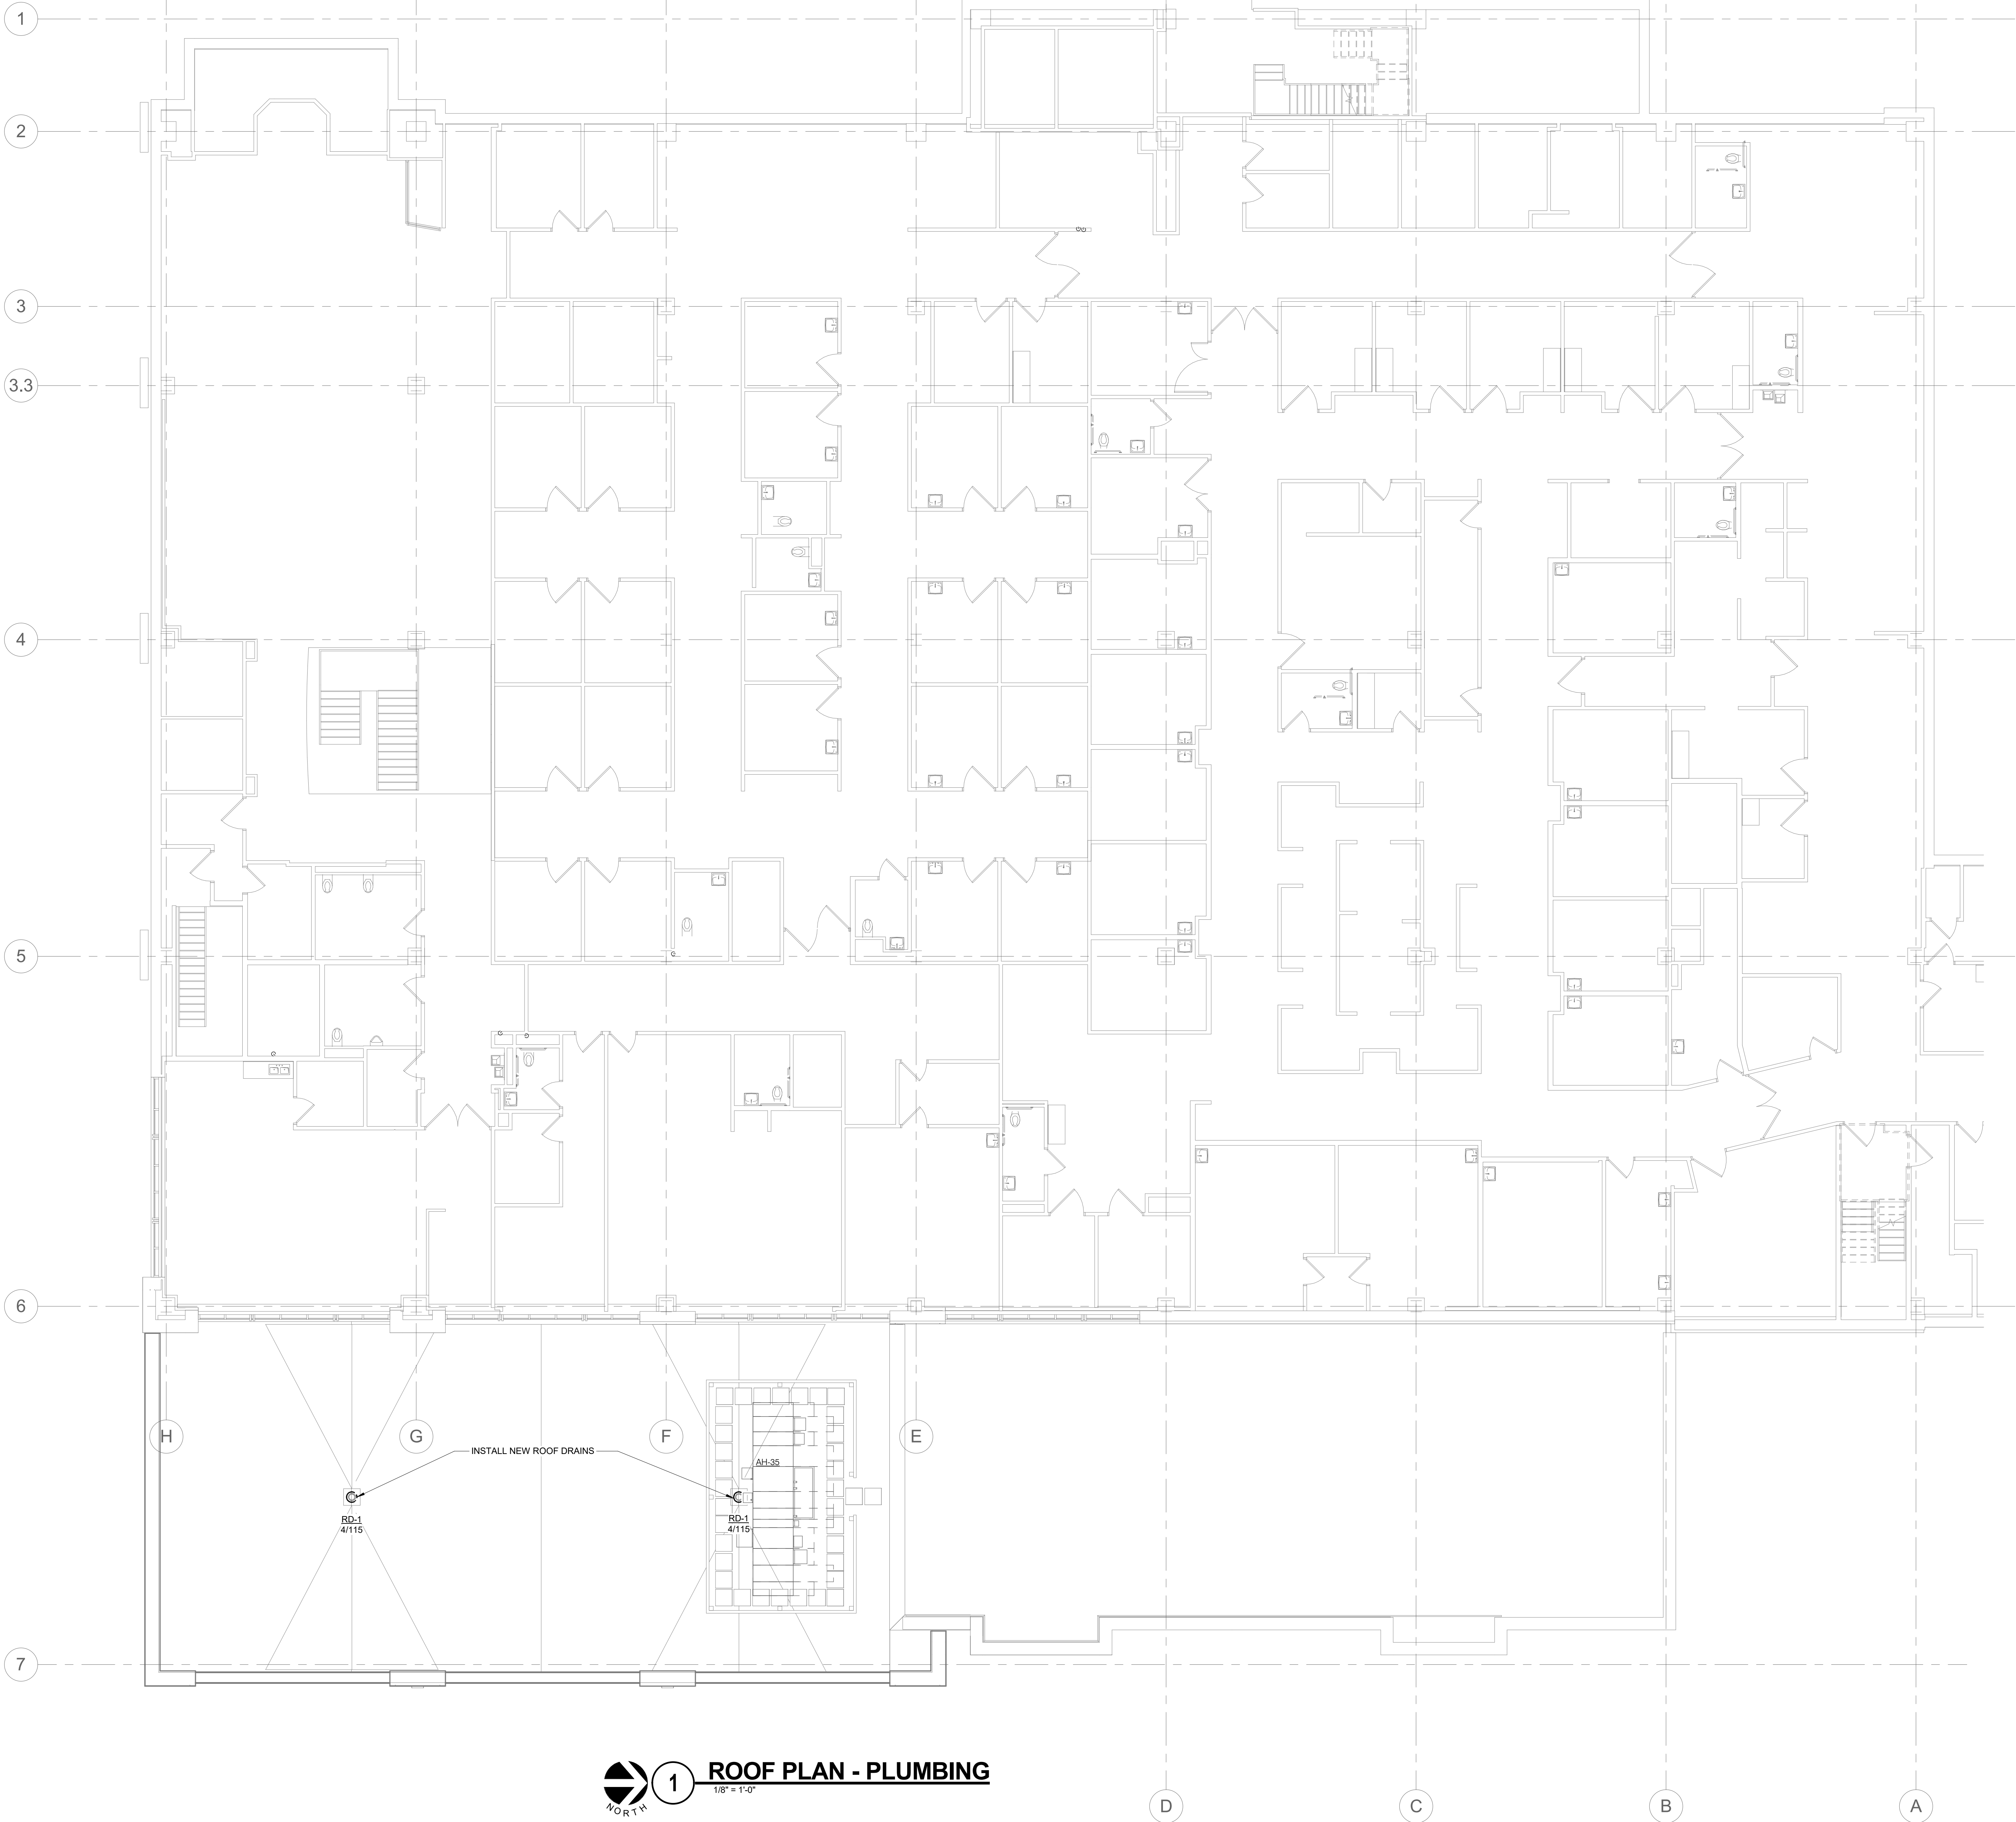 1
2
3
3.3
4
5
6
H
G
F
E
INSTALL NEW ROOF DRAINS
AH-35
RD-1
4/115
RD-1
4/115
7
1
ROOF PLAN - PLUMBING
1/8" = 1'-0"
NORTH
D
C
B
A